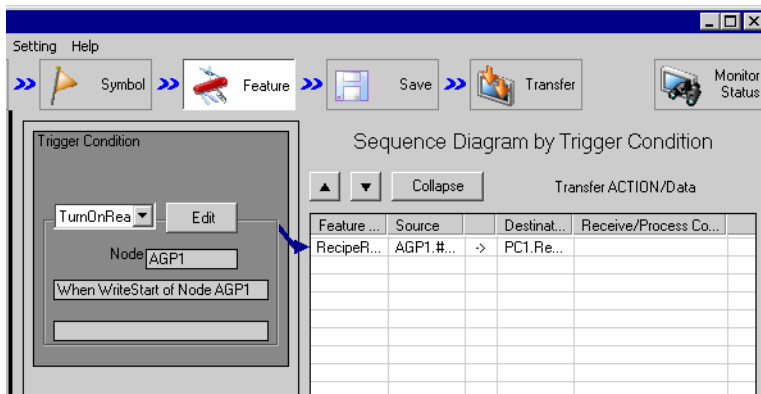 Setting Help
Symbol Feature Save Transfer Monitor Status
Trigger Condition
TurnOnRea Edit
Node AGP1
When WriteStart of Node AGP1
Sequence Diagram by Trigger Condition
Collapse Transfer ACTION/Data
Feature ... Source Destinat... Receive/Process Co...
RecipeR... AGP1.#... -> PC1.Re...